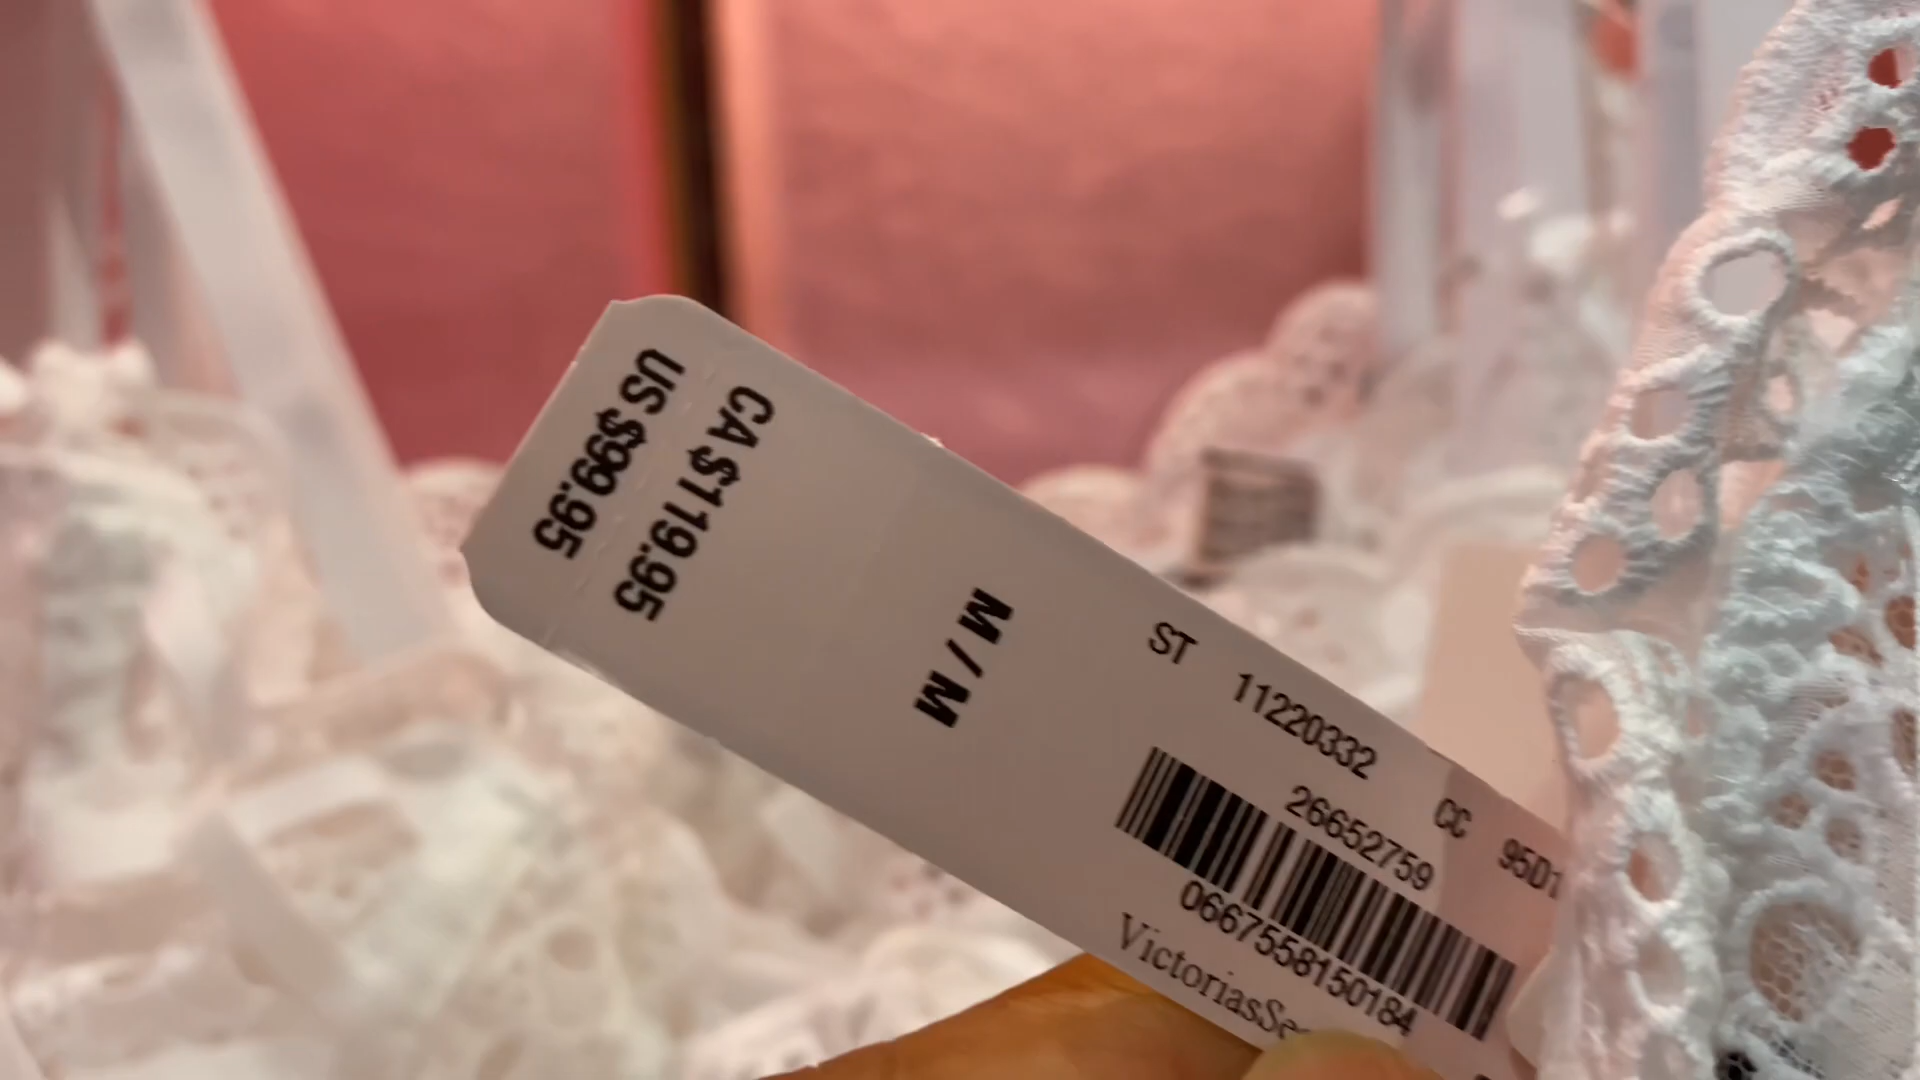 US $99.95
CA $119.95
M / M
ST 11220332 CC 95D1
26652759
0667558150184
VictoriasSe